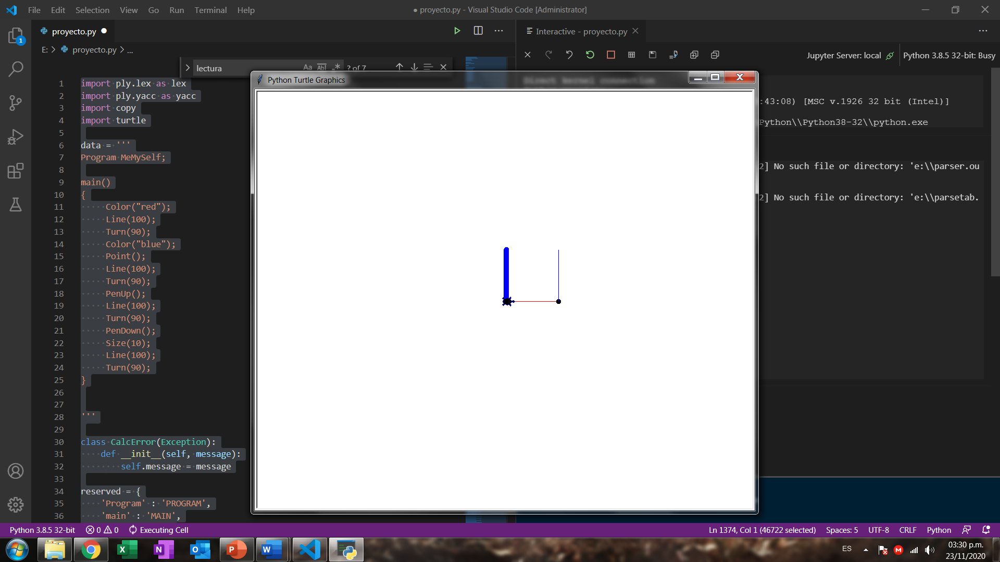 File Edit Selection View Go Run Terminal Help
● proyecto.py - Visual Studio Code [Administrator]
proyecto.py ●
Interactive - proyecto.py
E: > proyecto.py > ...
lectura
Aa Abl .* ? of 7
Jupyter Server: local
Python 3.8.5 32-bit: Busy
Python Turtle Graphics
Direct kernel connection
:43:08) [MSC v.1926 32 bit (Intel)]
Python\\Python38-32\\python.exe
2] No such file or directory: 'e:\\parser.ou
2] No such file or directory: 'e:\\parsetab.
1 import ply.lex as lex
2 import ply.yacc as yacc
3 import copy
4 import turtle
5
6 data = '''
7 Program MeMySelf;
8
9 main()
10 {
11 Color("red");
12 Line(100);
13 Turn(90);
14 Color("blue");
15 Point();
16 Line(100);
17 Turn(90);
18 PenUp();
19 Line(100);
20 Turn(90);
21 PenDown();
22 Size(10);
23 Line(100);
24 Turn(90);
25 }
26
27
28 '''
29
30 class CalcError(Exception):
31 def __init__(self, message):
32 self.message = message
33
34 reserved = {
35 'Program' : 'PROGRAM',
36 'main' : 'MAIN',
1
Python 3.8.5 32-bit
0 0
Executing Cell
Ln 1374, Col 1 (46722 selected)
Spaces: 5
UTF-8
CRLF
Python
ES
03:30 p.m.
23/11/2020